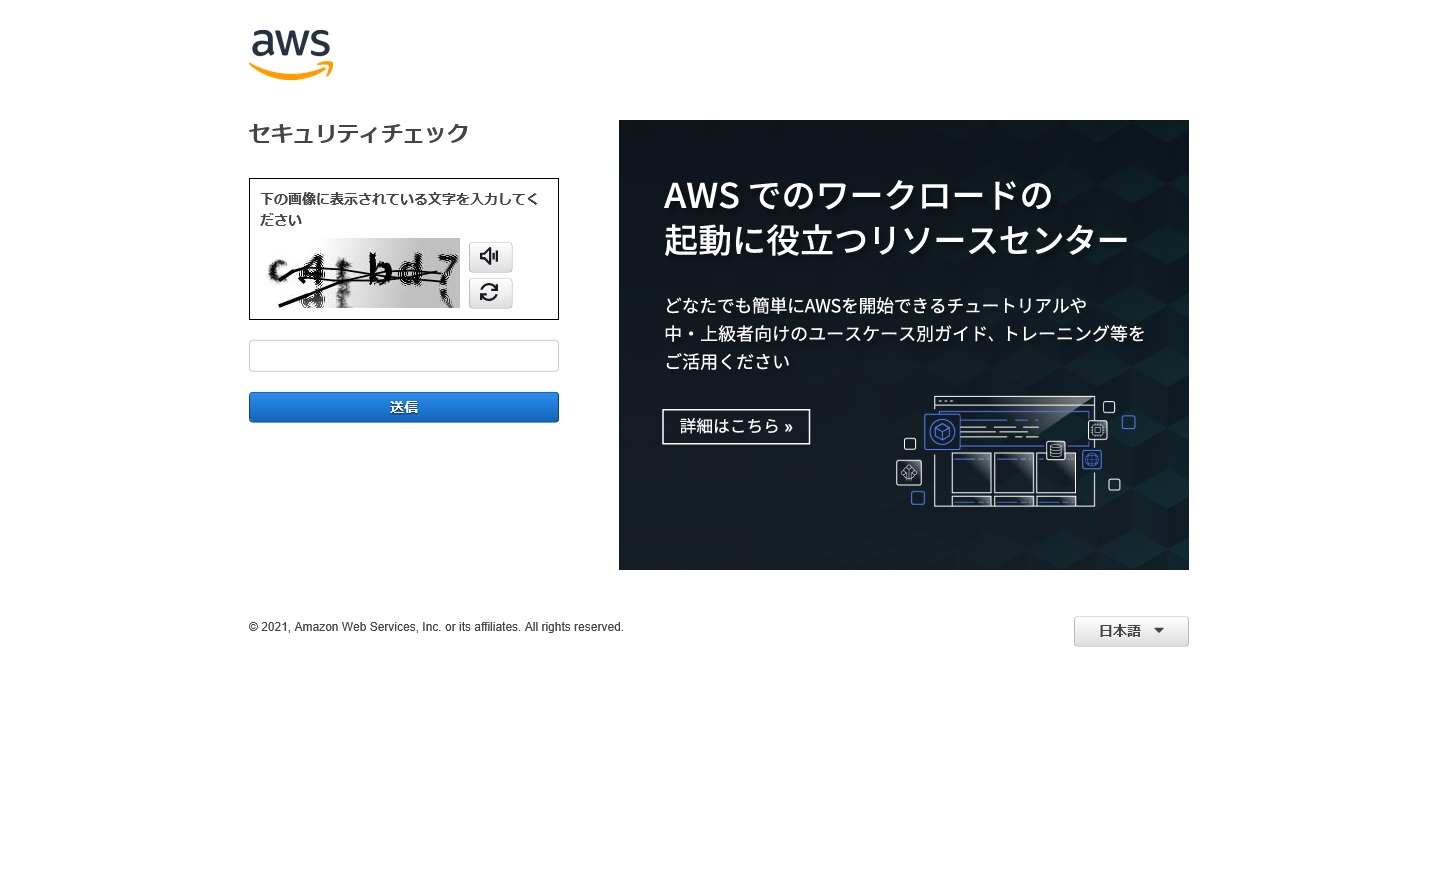 aws
セキュリティチェック
下の画像に表示されている文字を入力してく
ださい
送信
AWS でのワークロードの
起動に役立つリソースセンター
どなたでも簡単にAWSを開始できるチュートリアルや
中・上級者向けのユースケース別ガイド、トレーニング等を
ご活用ください
詳細はこちら »
© 2021, Amazon Web Services, Inc. or its affiliates. All rights reserved.
日本語